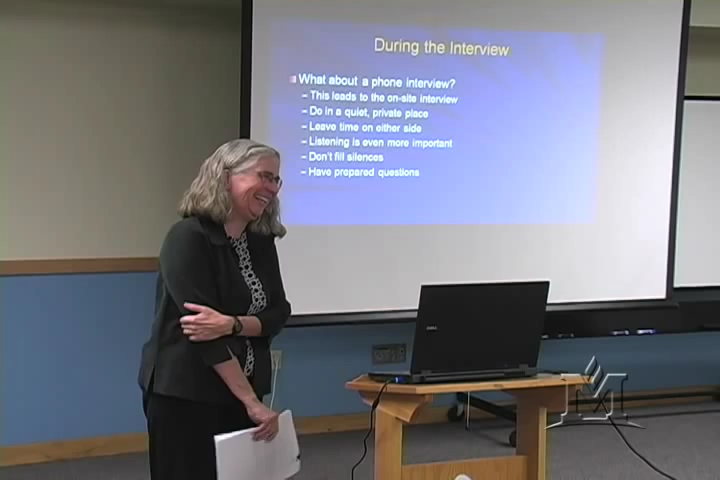 During the Interview
What about a phone interview?
– This leads to the on-site interview
– Do in a quiet, private place
– Leave time on either side
– Listening is even more important
– Don't fill silences
– Have prepared questions
DELL
M